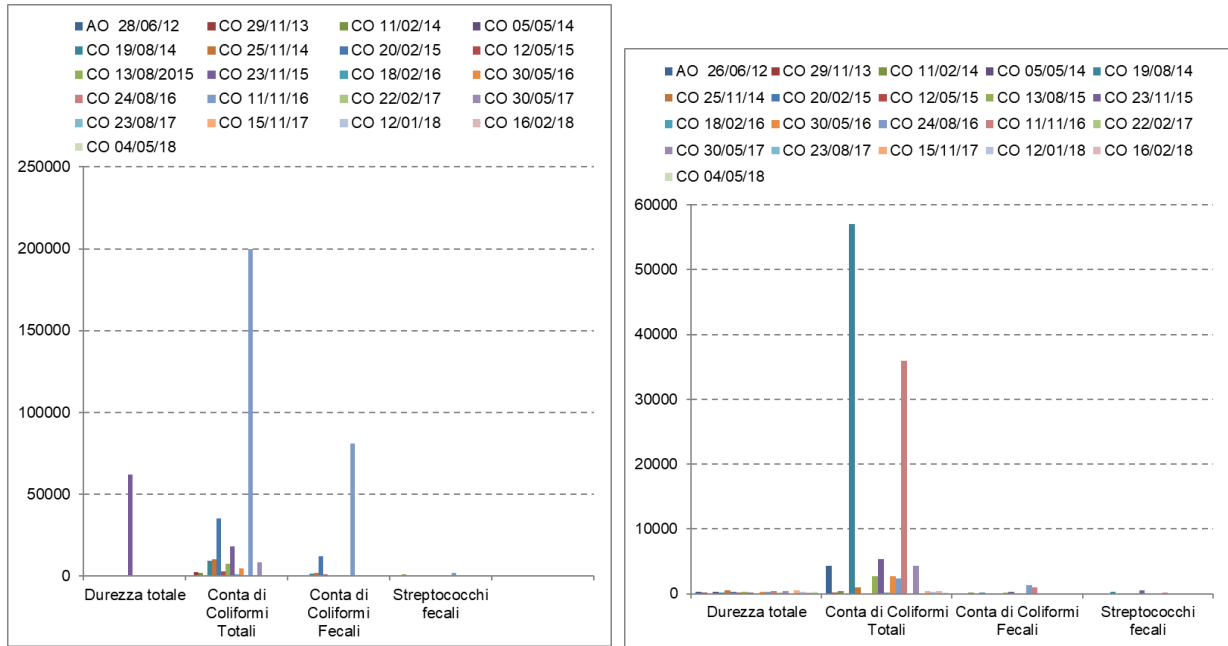 AO 28/06/12 CO 29/11/13 CO 11/02/14 CO 05/05/14
CO 19/08/14 CO 25/11/14 CO 20/02/15 CO 12/05/15
CO 13/08/2015 CO 23/11/15 CO 18/02/16 CO 30/05/16
CO 24/08/16 CO 11/11/16 CO 22/02/17 CO 30/05/17
CO 23/08/17 CO 15/11/17 CO 12/01/18 CO 16/02/18
CO 04/05/18
250000
200000
150000
100000
50000
0
Durezza totale Conta di Conta di Streptococchi
Coliformi Coliformi fecali
Totali Fecali
AO 26/06/12 CO 29/11/13 CO 11/02/14 CO 05/05/14 CO 19/08/14
CO 25/11/14 CO 20/02/15 CO 12/05/15 CO 13/08/15 CO 23/11/15
CO 18/02/16 CO 30/05/16 CO 24/08/16 CO 11/11/16 CO 22/02/17
CO 30/05/17 CO 23/08/17 CO 15/11/17 CO 12/01/18 CO 16/02/18
CO 04/05/18
60000
50000
40000
30000
20000
10000
0
Durezza totale Conta di Coliformi Conta di Coliformi Streptococchi
Totali Fecali fecali